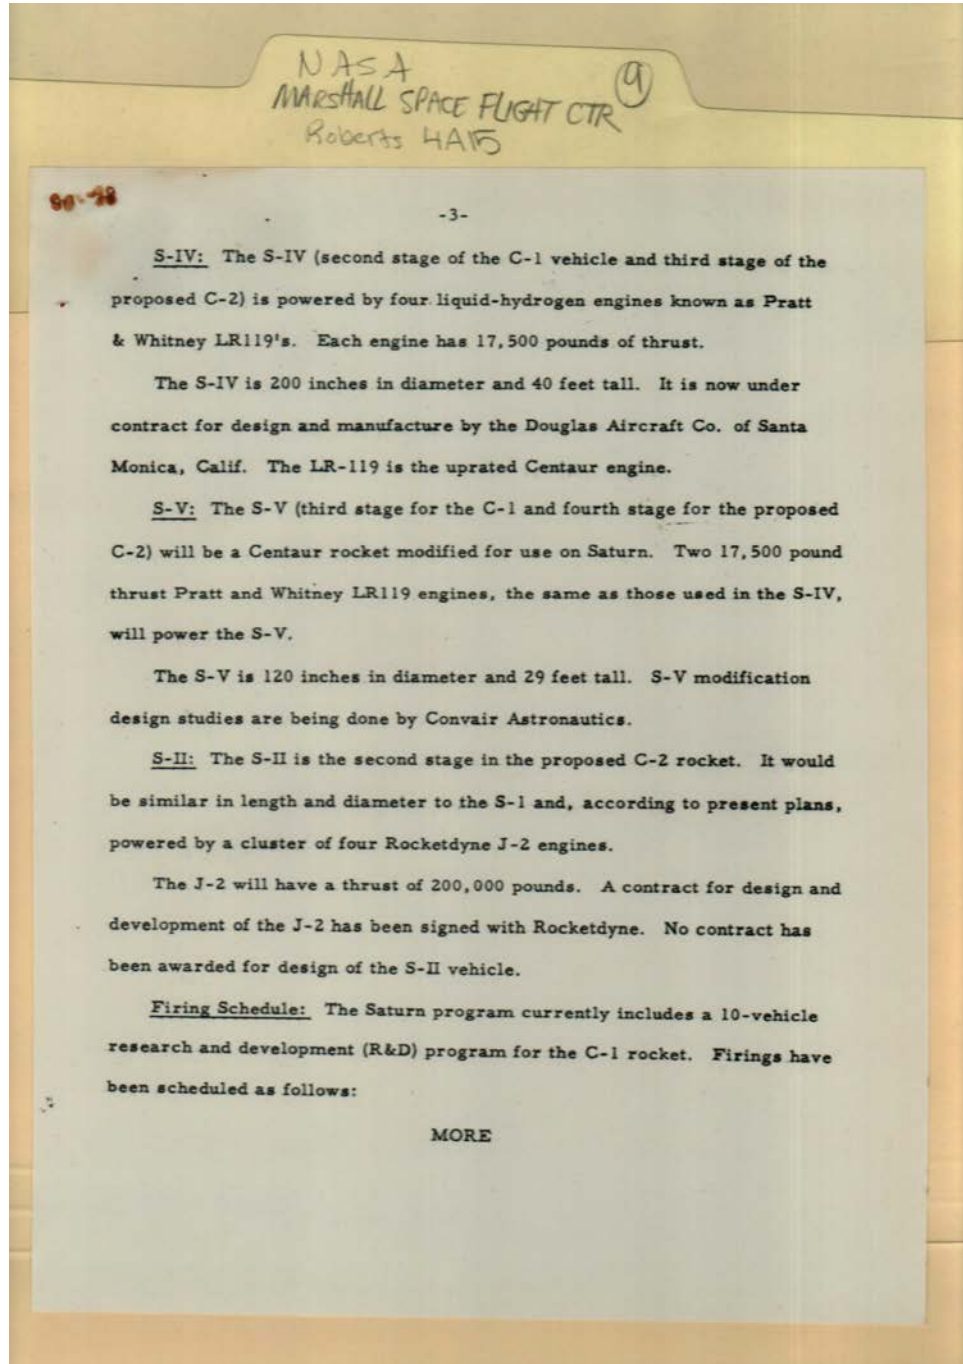 NASA
MARSHALL SPACE FLIGHT CTR 9
Roberts 4A15
-3-
S-IV: The S-IV (second stage of the C-1 vehicle and third stage of the
proposed C-2) is powered by four liquid-hydrogen engines known as Pratt
& Whitney LR119's. Each engine has 17,500 pounds of thrust.
The S-IV is 200 inches in diameter and 40 feet tall. It is now under
contract for design and manufacture by the Douglas Aircraft Co. of Santa
Monica, Calif. The LR-119 is the uprated Centaur engine.
S-V: The S-V (third stage for the C-1 and fourth stage for the proposed
C-2) will be a Centaur rocket modified for use on Saturn. Two 17,500 pound
thrust Pratt and Whitney LR119 engines, the same as those used in the S-IV,
will power the S-V.
The S-V is 120 inches in diameter and 29 feet tall. S-V modification
design studies are being done by Convair Astronautics.
S-II: The S-II is the second stage in the proposed C-2 rocket. It would
be similar in length and diameter to the S-1 and, according to present plans,
powered by a cluster of four Rocketdyne J-2 engines.
The J-2 will have a thrust of 200,000 pounds. A contract for design and
development of the J-2 has been signed with Rocketdyne. No contract has
been awarded for design of the S-II vehicle.
Firing Schedule: The Saturn program currently includes a 10-vehicle
research and development (R&D) program for the C-1 rocket. Firings have
been scheduled as follows:
MORE